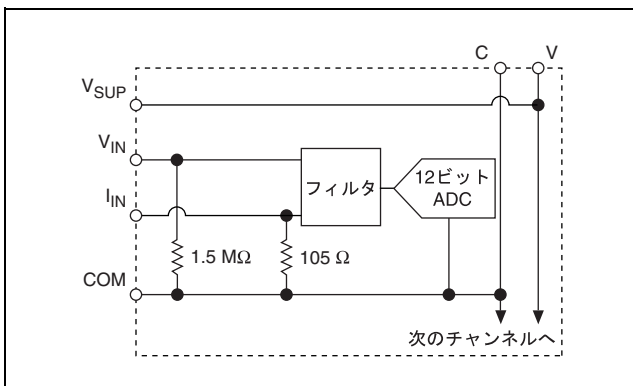 C V
V_SUP
V_IN
I_IN
フィルタ
12ビット
ADC
1.5 MΩ
105 Ω
COM
次のチャンネルへ